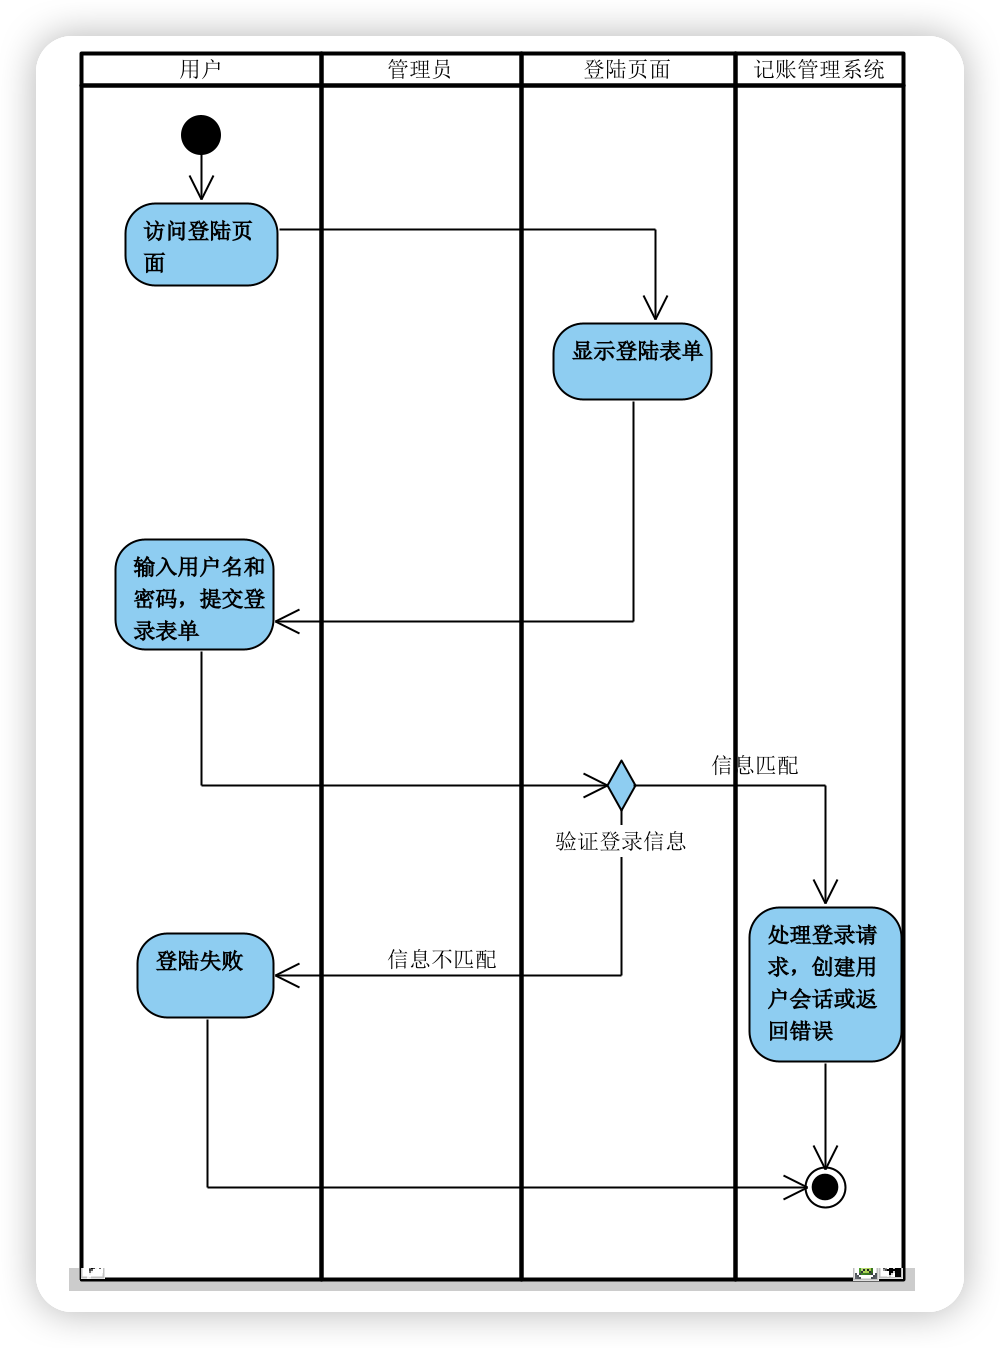 用户
管理员
登陆页面
记账管理系统
访问登陆页
面
显示登陆表单
输入用户名和
密码，提交登
录表单
信息匹配
验证登录信息
处理登录请
求，创建用
户会话或返
回错误
登陆失败
信息不匹配